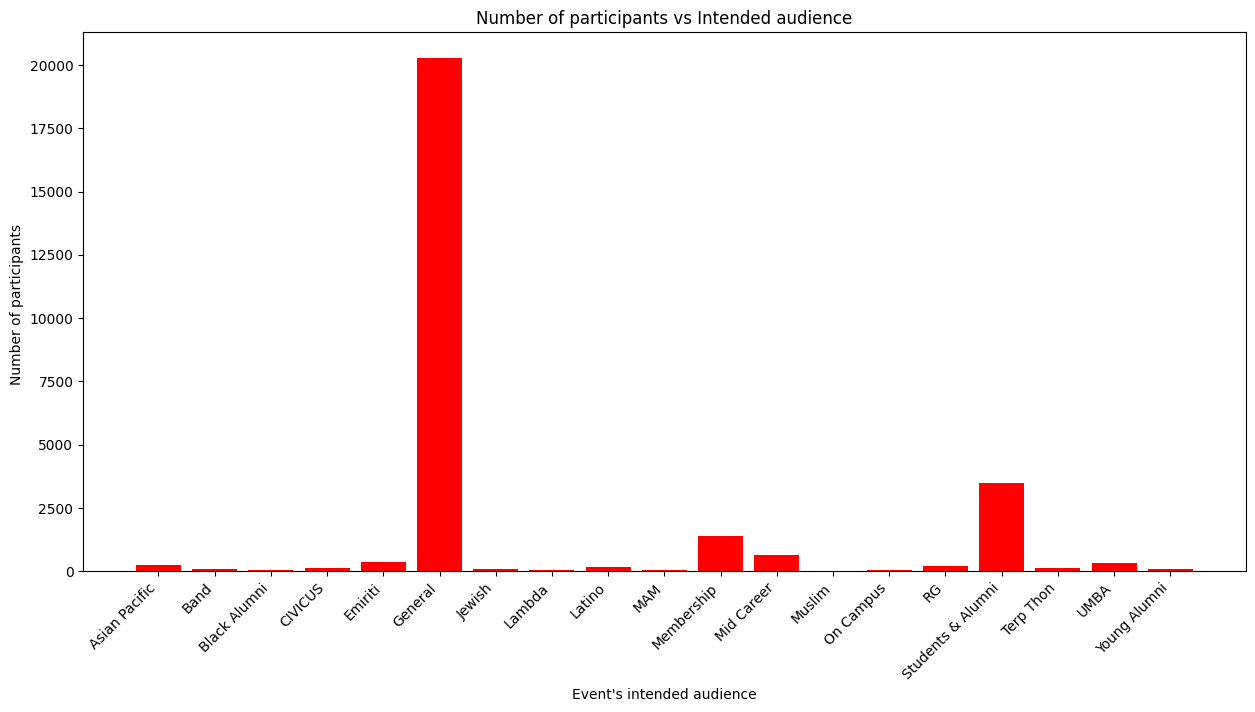 Number of participants vs Intended audience
Number of participants
20000
17500
15000
12500
10000
7500
5000
2500
0
Asian Pacific
Band
Black Alumni
CIVICUS
Emiriti
General
Jewish
Lambda
Latino
MAM
Membership
Mid Career
Muslim
On Campus
RG
Students & Alumni
Terp Thon
UMBA
Young Alumni
Event's intended audience